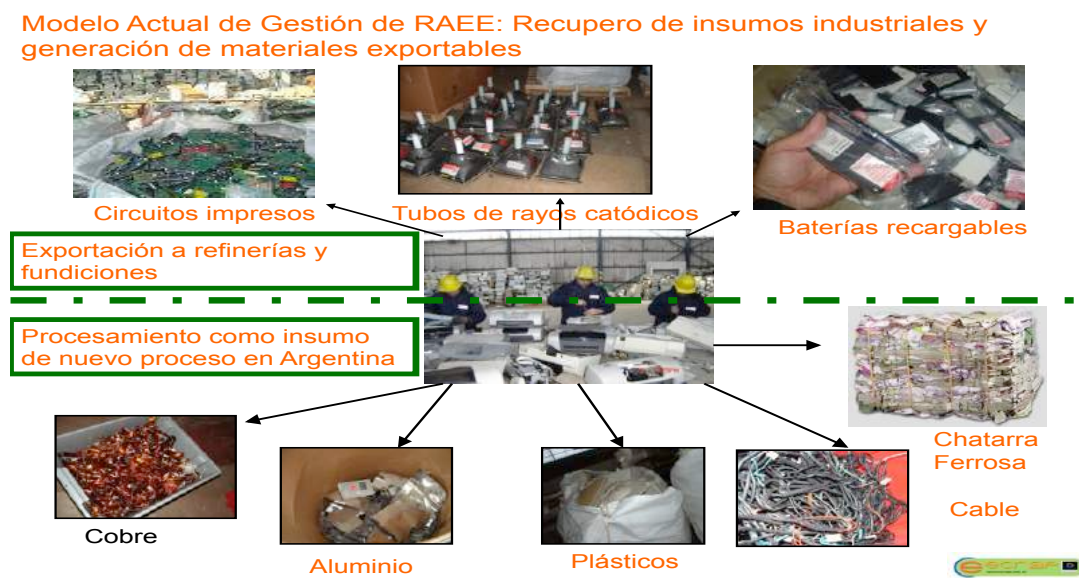 Modelo Actual de Gestión de RAEE: Recupero de insumos industriales y
generación de materiales exportables
Circuitos impresos
Tubos de rayos catódicos
Baterías recargables
Exportación a refinerías y
fundiciones
Procesamiento como insumo
de nuevo proceso en Argentina
Chatarra
Ferrosa
Cable
Cobre
Aluminio
Plásticos